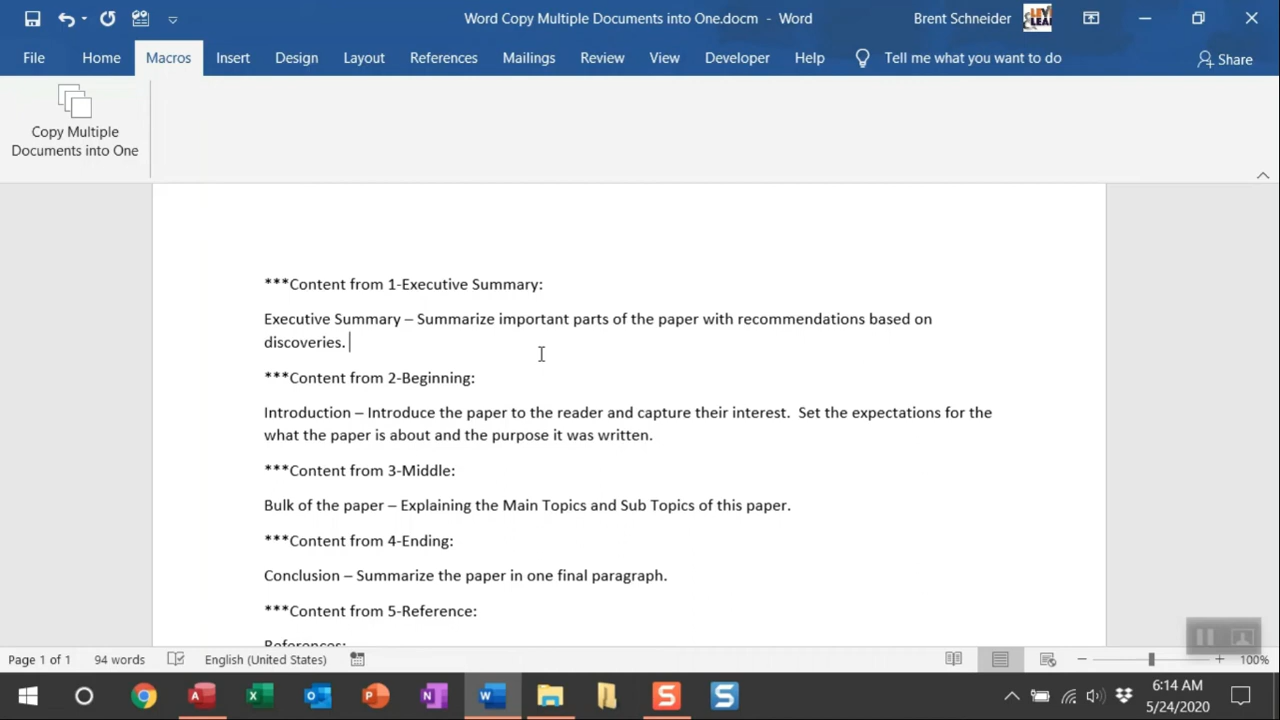 Word Copy Multiple Documents into One.docm - Word
Brent Schneider
File Home Macros Insert Design Layout References Mailings Review View Developer Help Tell me what you want to do Share
Copy Multiple
Documents into One
***Content from 1-Executive Summary:
Executive Summary – Summarize important parts of the paper with recommendations based on
discoveries.
***Content from 2-Beginning:
Introduction – Introduce the paper to the reader and capture their interest.  Set the expectations for the
what the paper is about and the purpose it was written.
***Content from 3-Middle:
Bulk of the paper – Explaining the Main Topics and Sub Topics of this paper.
***Content from 4-Ending:
Conclusion – Summarize the paper in one final paragraph.
***Content from 5-Reference:
References:
Page 1 of 1 94 words English (United States) 100%
6:14 AM
5/24/2020